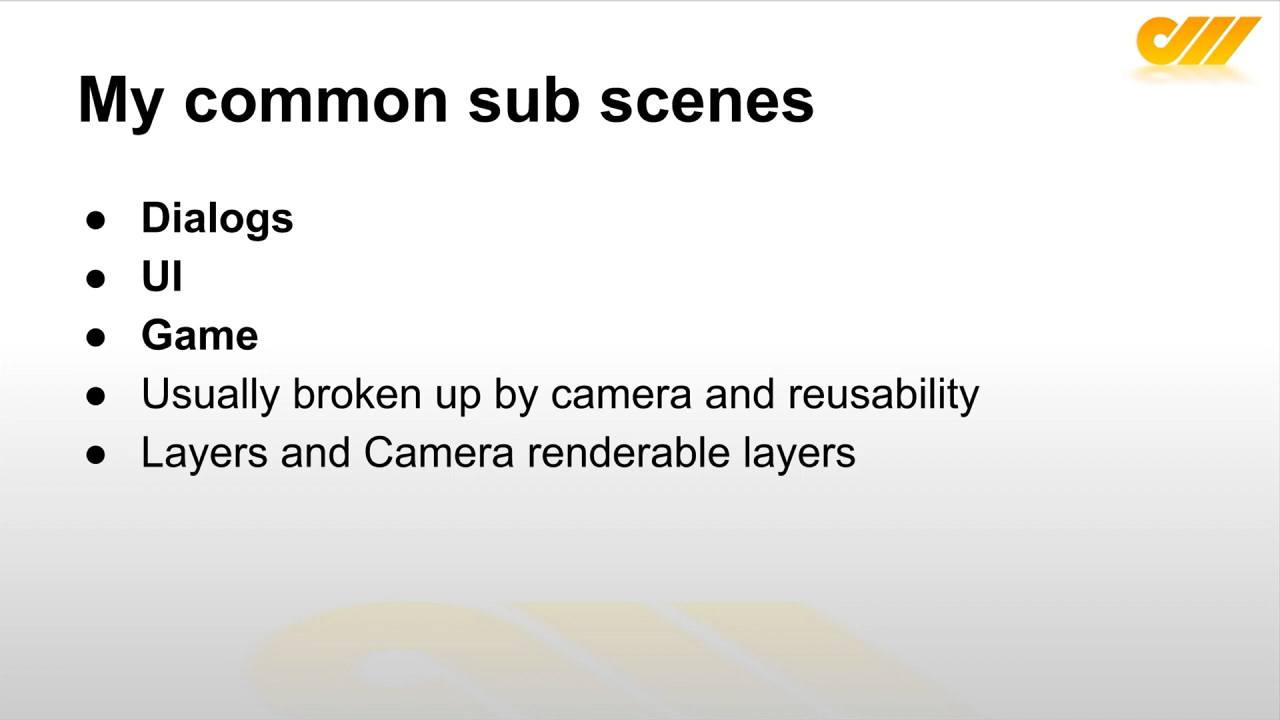 My common sub scenes
● Dialogs
● UI
● Game
● Usually broken up by camera and reusability
● Layers and Camera renderable layers